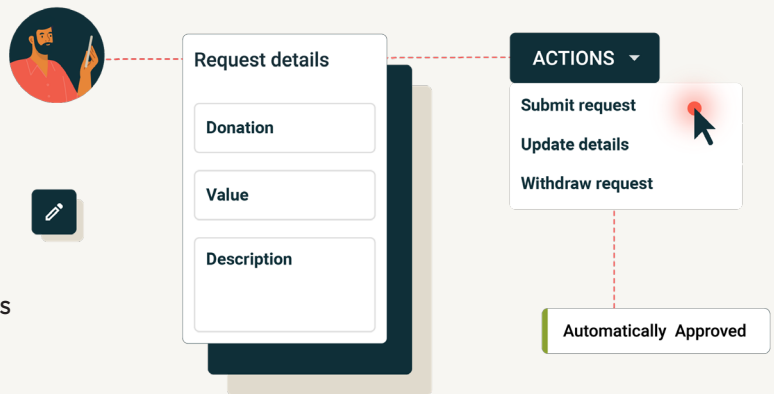 Request details
Donation
Value
Description
ACTIONS
Submit request
Update details
Withdraw request
s
Automatically Approved